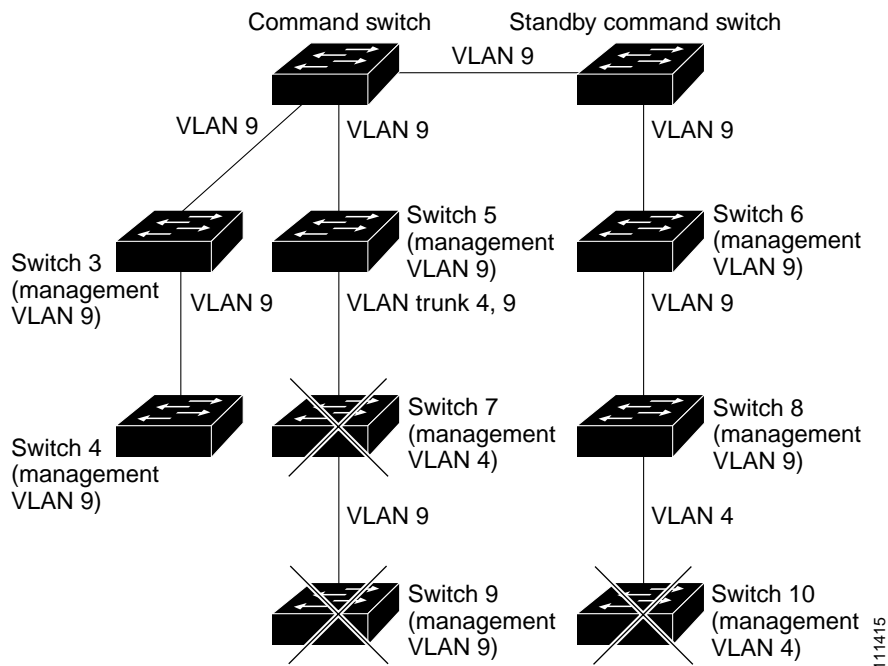 Command switch
Standby command switch
VLAN 9
VLAN 9
VLAN 9
VLAN 9
Switch 3
(management
VLAN 9)
Switch 5
(management
VLAN 9)
Switch 6
(management
VLAN 9)
VLAN 9
VLAN trunk 4, 9
VLAN 9
Switch 4
(management
VLAN 9)
Switch 7
(management
VLAN 4)
Switch 8
(management
VLAN 9)
VLAN 9
VLAN 4
Switch 9
(management
VLAN 9)
Switch 10
(management
VLAN 4)
111415